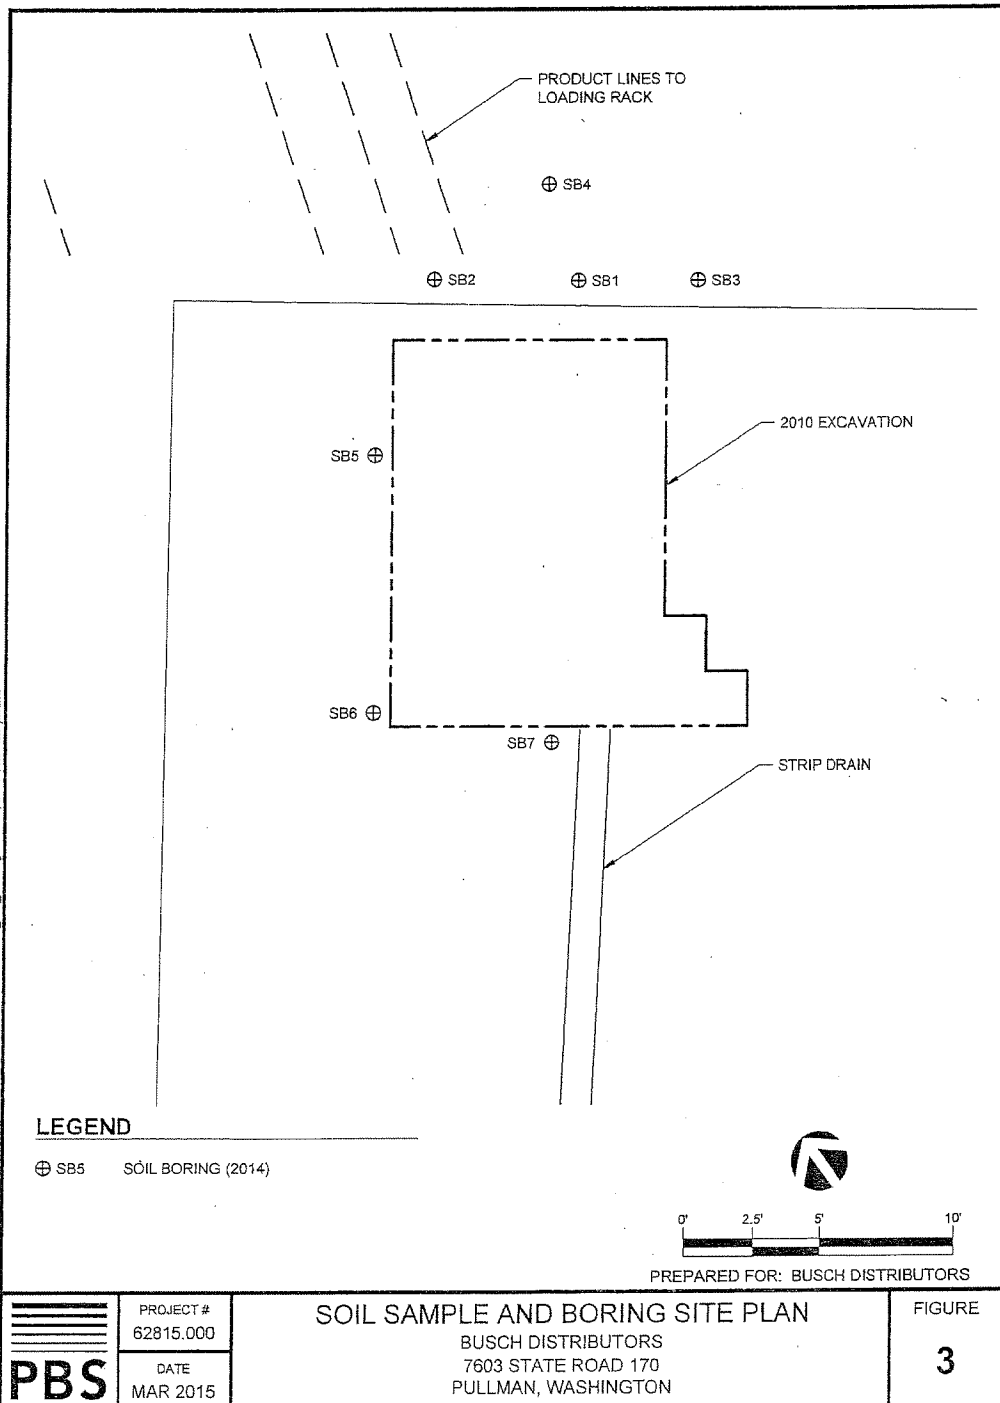 PRODUCT LINES TO
LOADING RACK
SB4
SB2
SB1
SB3
2010 EXCAVATION
SB5
SB6
SB7
STRIP DRAIN
LEGEND
SB5 SOIL BORING (2014)
0' 2.5' 5' 10'
PREPARED FOR: BUSCH DISTRIBUTORS
PBS
PROJECT #
62815.000
DATE
MAR 2015
SOIL SAMPLE AND BORING SITE PLAN
BUSCH DISTRIBUTORS
7603 STATE ROAD 170
PULLMAN, WASHINGTON
FIGURE
3